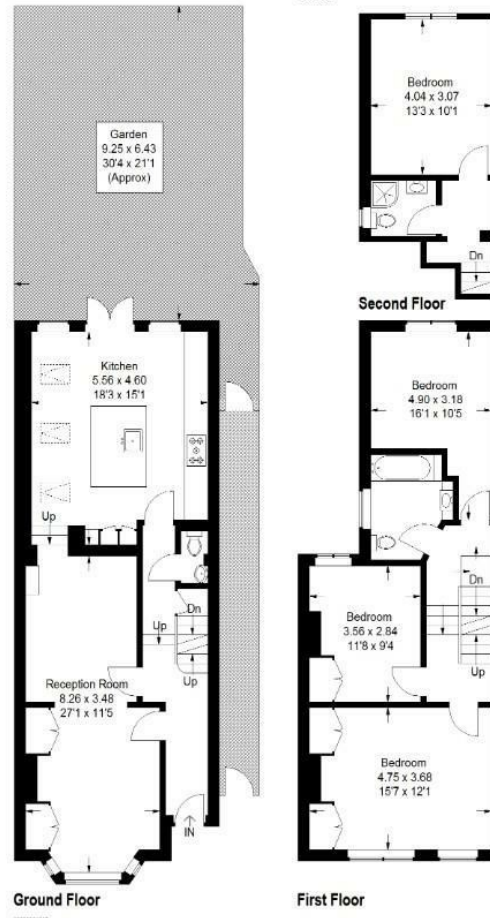 Garden
9.25 x 6.43
30'4 x 21'1
(Approx)
Kitchen
5.56 x 4.60
18'3 x 15'1
Up
Dn
Up
Up
Reception Room
8.26 x 3.48
27'1 x 11'5
IN
Ground Floor
Bedroom
4.04 x 3.07
13'3 x 10'1
Dn
Second Floor
Bedroom
4.90 x 3.18
16'1 x 10'5
Dn
Up
Bedroom
3.56 x 2.84
11'8 x 9'4
Bedroom
4.75 x 3.68
15'7 x 12'1
First Floor